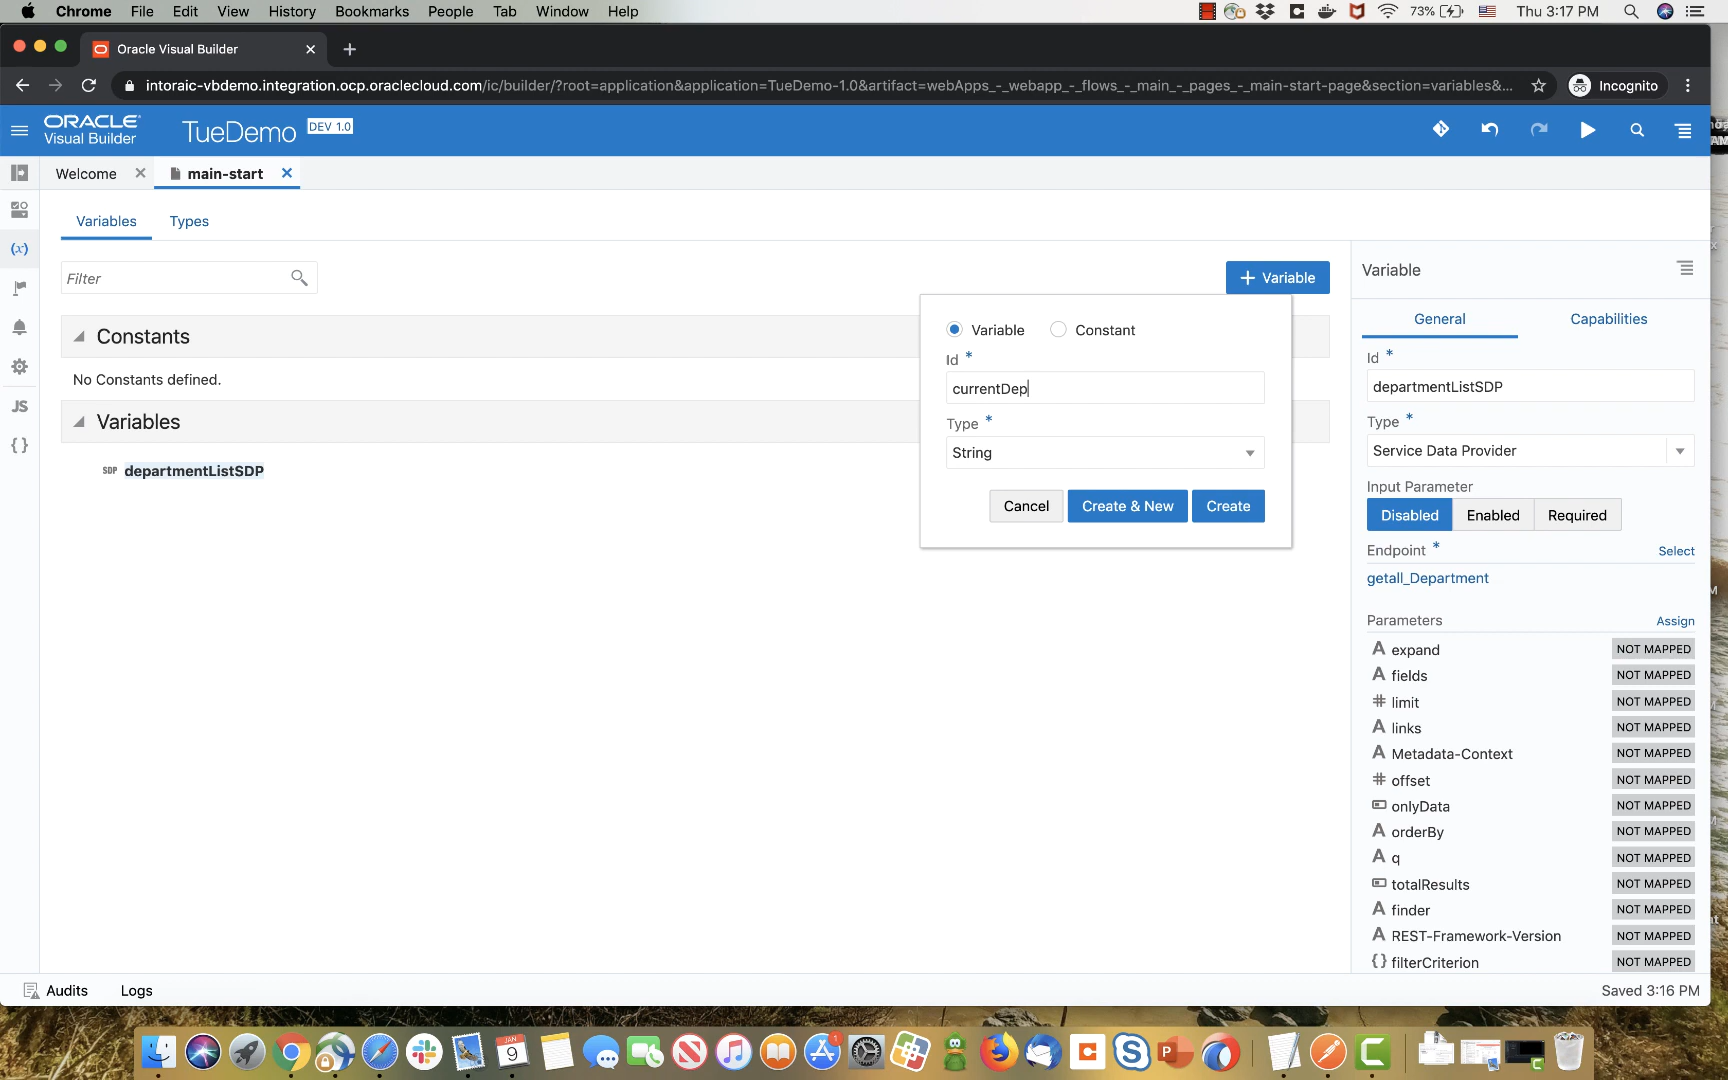 Chrome File Edit View History Bookmarks People Tab Window Help 73% Thu 3:17 PM
Oracle Visual Builder
intoraic-vbdemo.integration.ocp.oraclecloud.com/ic/builder/?root=application&application=TueDemo-1.0&artifact=webApps_-_webapp_-_flows_-_main_-_pages_-_main-start-page&section=variables&... Incognito
ORACLE
Visual Builder
TueDemo DEV 1.0
Welcome main-start
Variables Types
Filter
+ Variable
Constants
No Constants defined.
Variables
SDP departmentListSDP
(x)
JS
{ }
Variable Constant
Id *
currentDep
Type *
String
Cancel Create & New Create
Variable
General Capabilities
Id *
departmentListSDP
Type *
Service Data Provider
Input Parameter
Disabled Enabled Required
Endpoint * Select
getall_Department
Parameters Assign
A expand NOT MAPPED
A fields NOT MAPPED
# limit NOT MAPPED
A links NOT MAPPED
A Metadata-Context NOT MAPPED
# offset NOT MAPPED
onlyData NOT MAPPED
A orderBy NOT MAPPED
A q NOT MAPPED
totalResults NOT MAPPED
A finder NOT MAPPED
A REST-Framework-Version NOT MAPPED
{} filterCriterion NOT MAPPED
Audits Logs Saved 3:16 PM
JAN
9
1